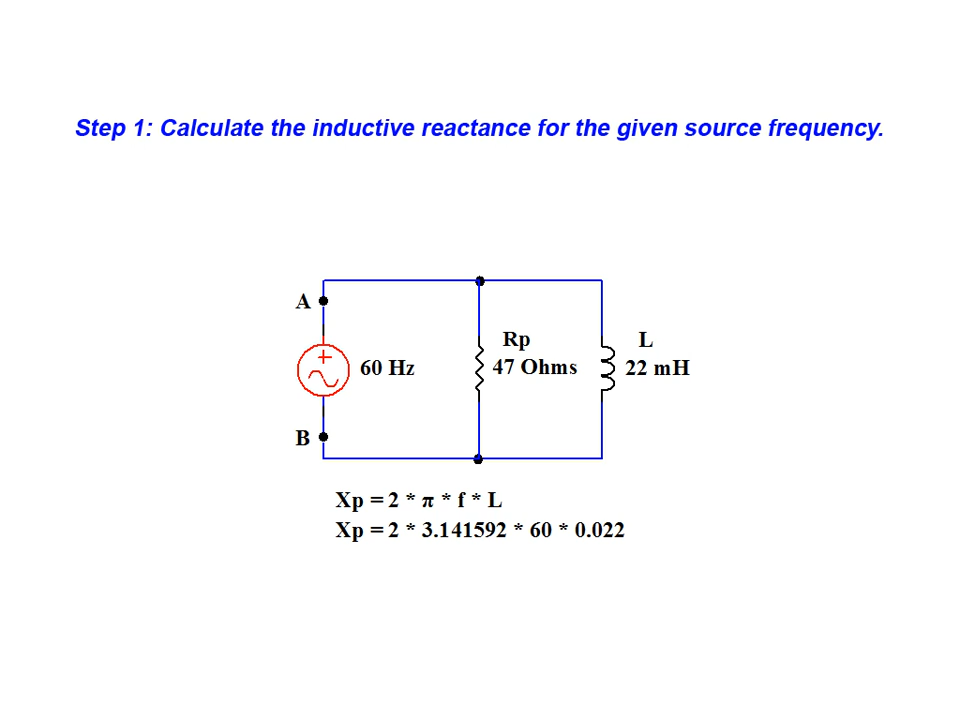 Step 1: Calculate the inductive reactance for the given source frequency.
A
Rp
L
60 Hz
47 Ohms
22 mH
B
Xp = 2 * π * f * L
Xp = 2 * 3.141592 * 60 * 0.022